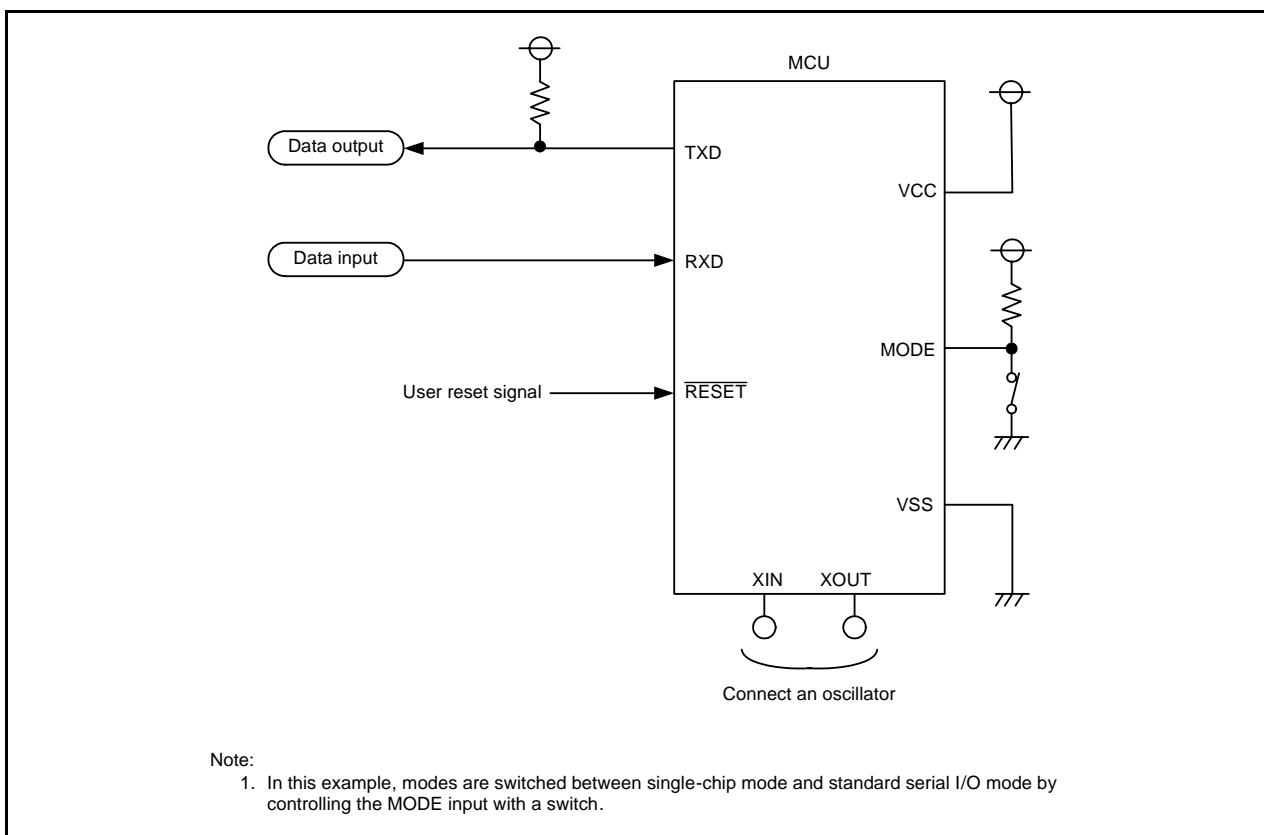 MCU
Data output
TXD
VCC
Data input
RXD
MODE
User reset signal
RESET
VSS
XIN
XOUT
Connect an oscillator
Note:
1. In this example, modes are switched between single-chip mode and standard serial I/O mode by
controlling the MODE input with a switch.